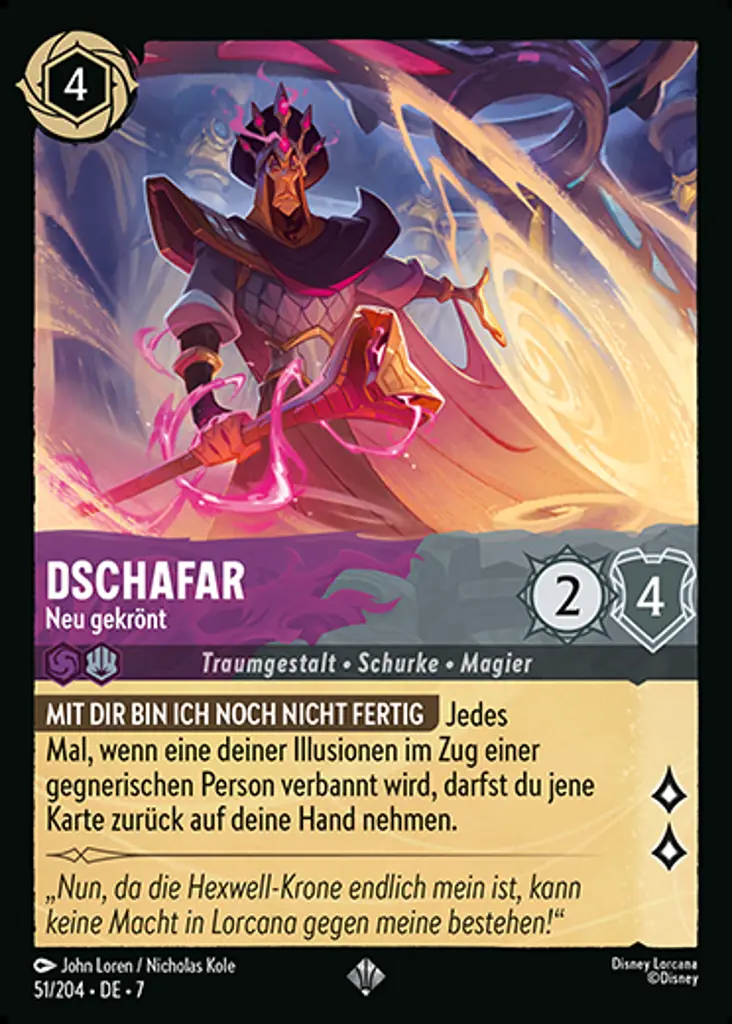 4
DSCHAFAR
Neu gekrönt
2
4
Traumgestalt • Schurke • Magier
MIT DIR BIN ICH NOCH NICHT FERTIG Jedes
Mal, wenn eine deiner Illusionen im Zug einer
gegnerischen Person verbannt wird, darfst du jene
Karte zurück auf deine Hand nehmen.
„Nun, da die Hexwell-Krone endlich mein ist, kann
keine Macht in Lorcana gegen meine bestehen!“
John Loren / Nicholas Kole
51/204 • DE • 7
Disney Lorcana
©Disney